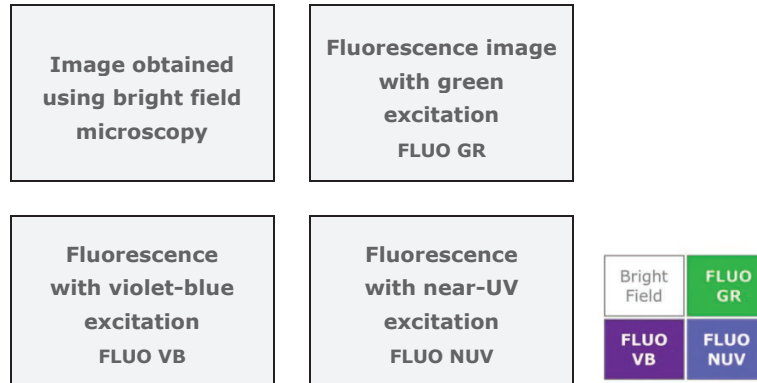 Image obtained
using bright field
microscopy
Fluorescence image
with green
excitation
FLUO GR
Fluorescence
with violet-blue
excitation
FLUO VB
Fluorescence
with near-UV
excitation
FLUO NUV
Bright
Field
FLUO
GR
FLUO
VB
FLUO
NUV